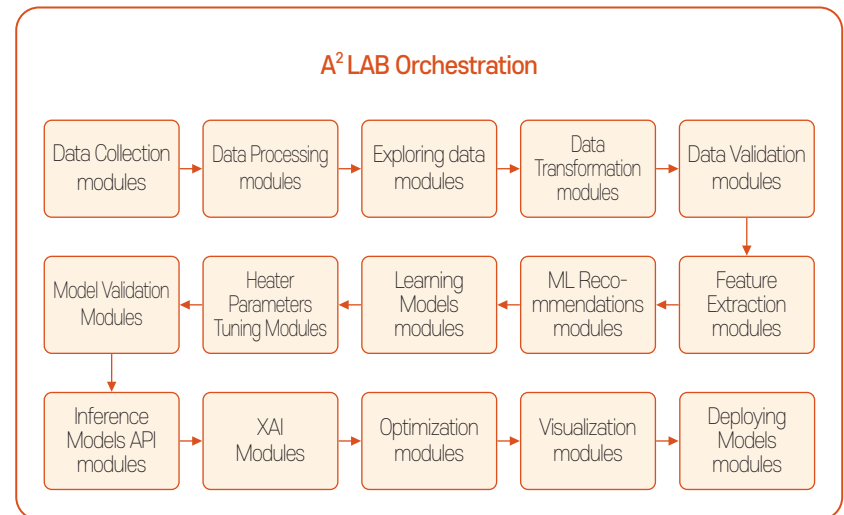 A² LAB Orchestration
Data Collection
modules
Data Processing
modules
Exploring data
modules
Data
Transformation
modules
Data Validation
modules
Model Validation
Modules
Heater
Parameters
Tuning Modules
Learning
Models
modules
ML Reco-
mmendations
modules
Feature
Extraction
modules
Inference
Models API
modules
XAI
Modules
Optimization
modules
Visualization
modules
Deploying
Models
modules